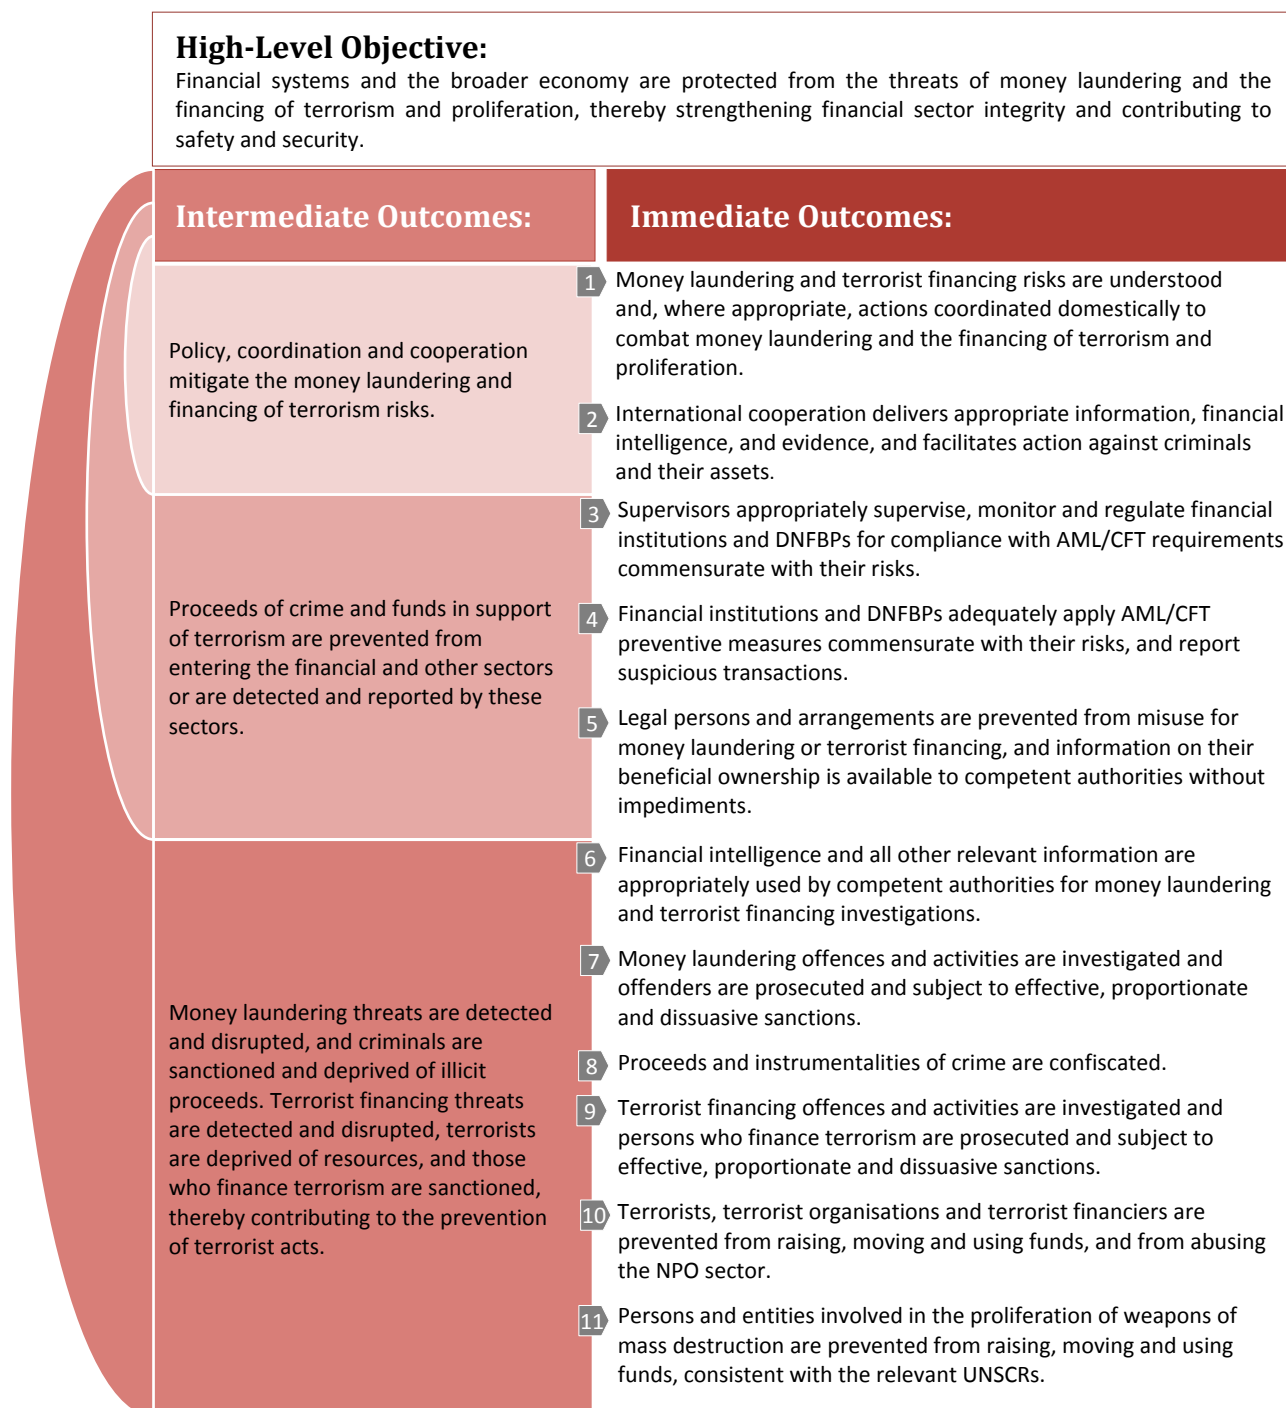 High-Level Objective:
Financial systems and the broader economy are protected from the threats of money laundering and the
financing of terrorism and proliferation, thereby strengthening financial sector integrity and contributing to
safety and security.
Intermediate Outcomes:
Immediate Outcomes:
Policy, coordination and cooperation
mitigate the money laundering and
financing of terrorism risks.
1 Money laundering and terrorist financing risks are understood
and, where appropriate, actions coordinated domestically to
combat money laundering and the financing of terrorism and
proliferation.
2 International cooperation delivers appropriate information, financial
intelligence, and evidence, and facilitates action against criminals
and their assets.
Proceeds of crime and funds in support
of terrorism are prevented from
entering the financial and other sectors
or are detected and reported by these
sectors.
3 Supervisors appropriately supervise, monitor and regulate financial
institutions and DNFBPs for compliance with AML/CFT requirements
commensurate with their risks.
4 Financial institutions and DNFBPs adequately apply AML/CFT
preventive measures commensurate with their risks, and report
suspicious transactions.
5 Legal persons and arrangements are prevented from misuse for
money laundering or terrorist financing, and information on their
beneficial ownership is available to competent authorities without
impediments.
Money laundering threats are detected
and disrupted, and criminals are
sanctioned and deprived of illicit
proceeds. Terrorist financing threats
are detected and disrupted, terrorists
are deprived of resources, and those
who finance terrorism are sanctioned,
thereby contributing to the prevention
of terrorist acts.
6 Financial intelligence and all other relevant information are
appropriately used by competent authorities for money laundering
and terrorist financing investigations.
7 Money laundering offences and activities are investigated and
offenders are prosecuted and subject to effective, proportionate
and dissuasive sanctions.
8 Proceeds and instrumentalities of crime are confiscated.
9 Terrorist financing offences and activities are investigated and
persons who finance terrorism are prosecuted and subject to
effective, proportionate and dissuasive sanctions.
10 Terrorists, terrorist organisations and terrorist financiers are
prevented from raising, moving and using funds, and from abusing
the NPO sector.
11 Persons and entities involved in the proliferation of weapons of
mass destruction are prevented from raising, moving and using
funds, consistent with the relevant UNSCRs.